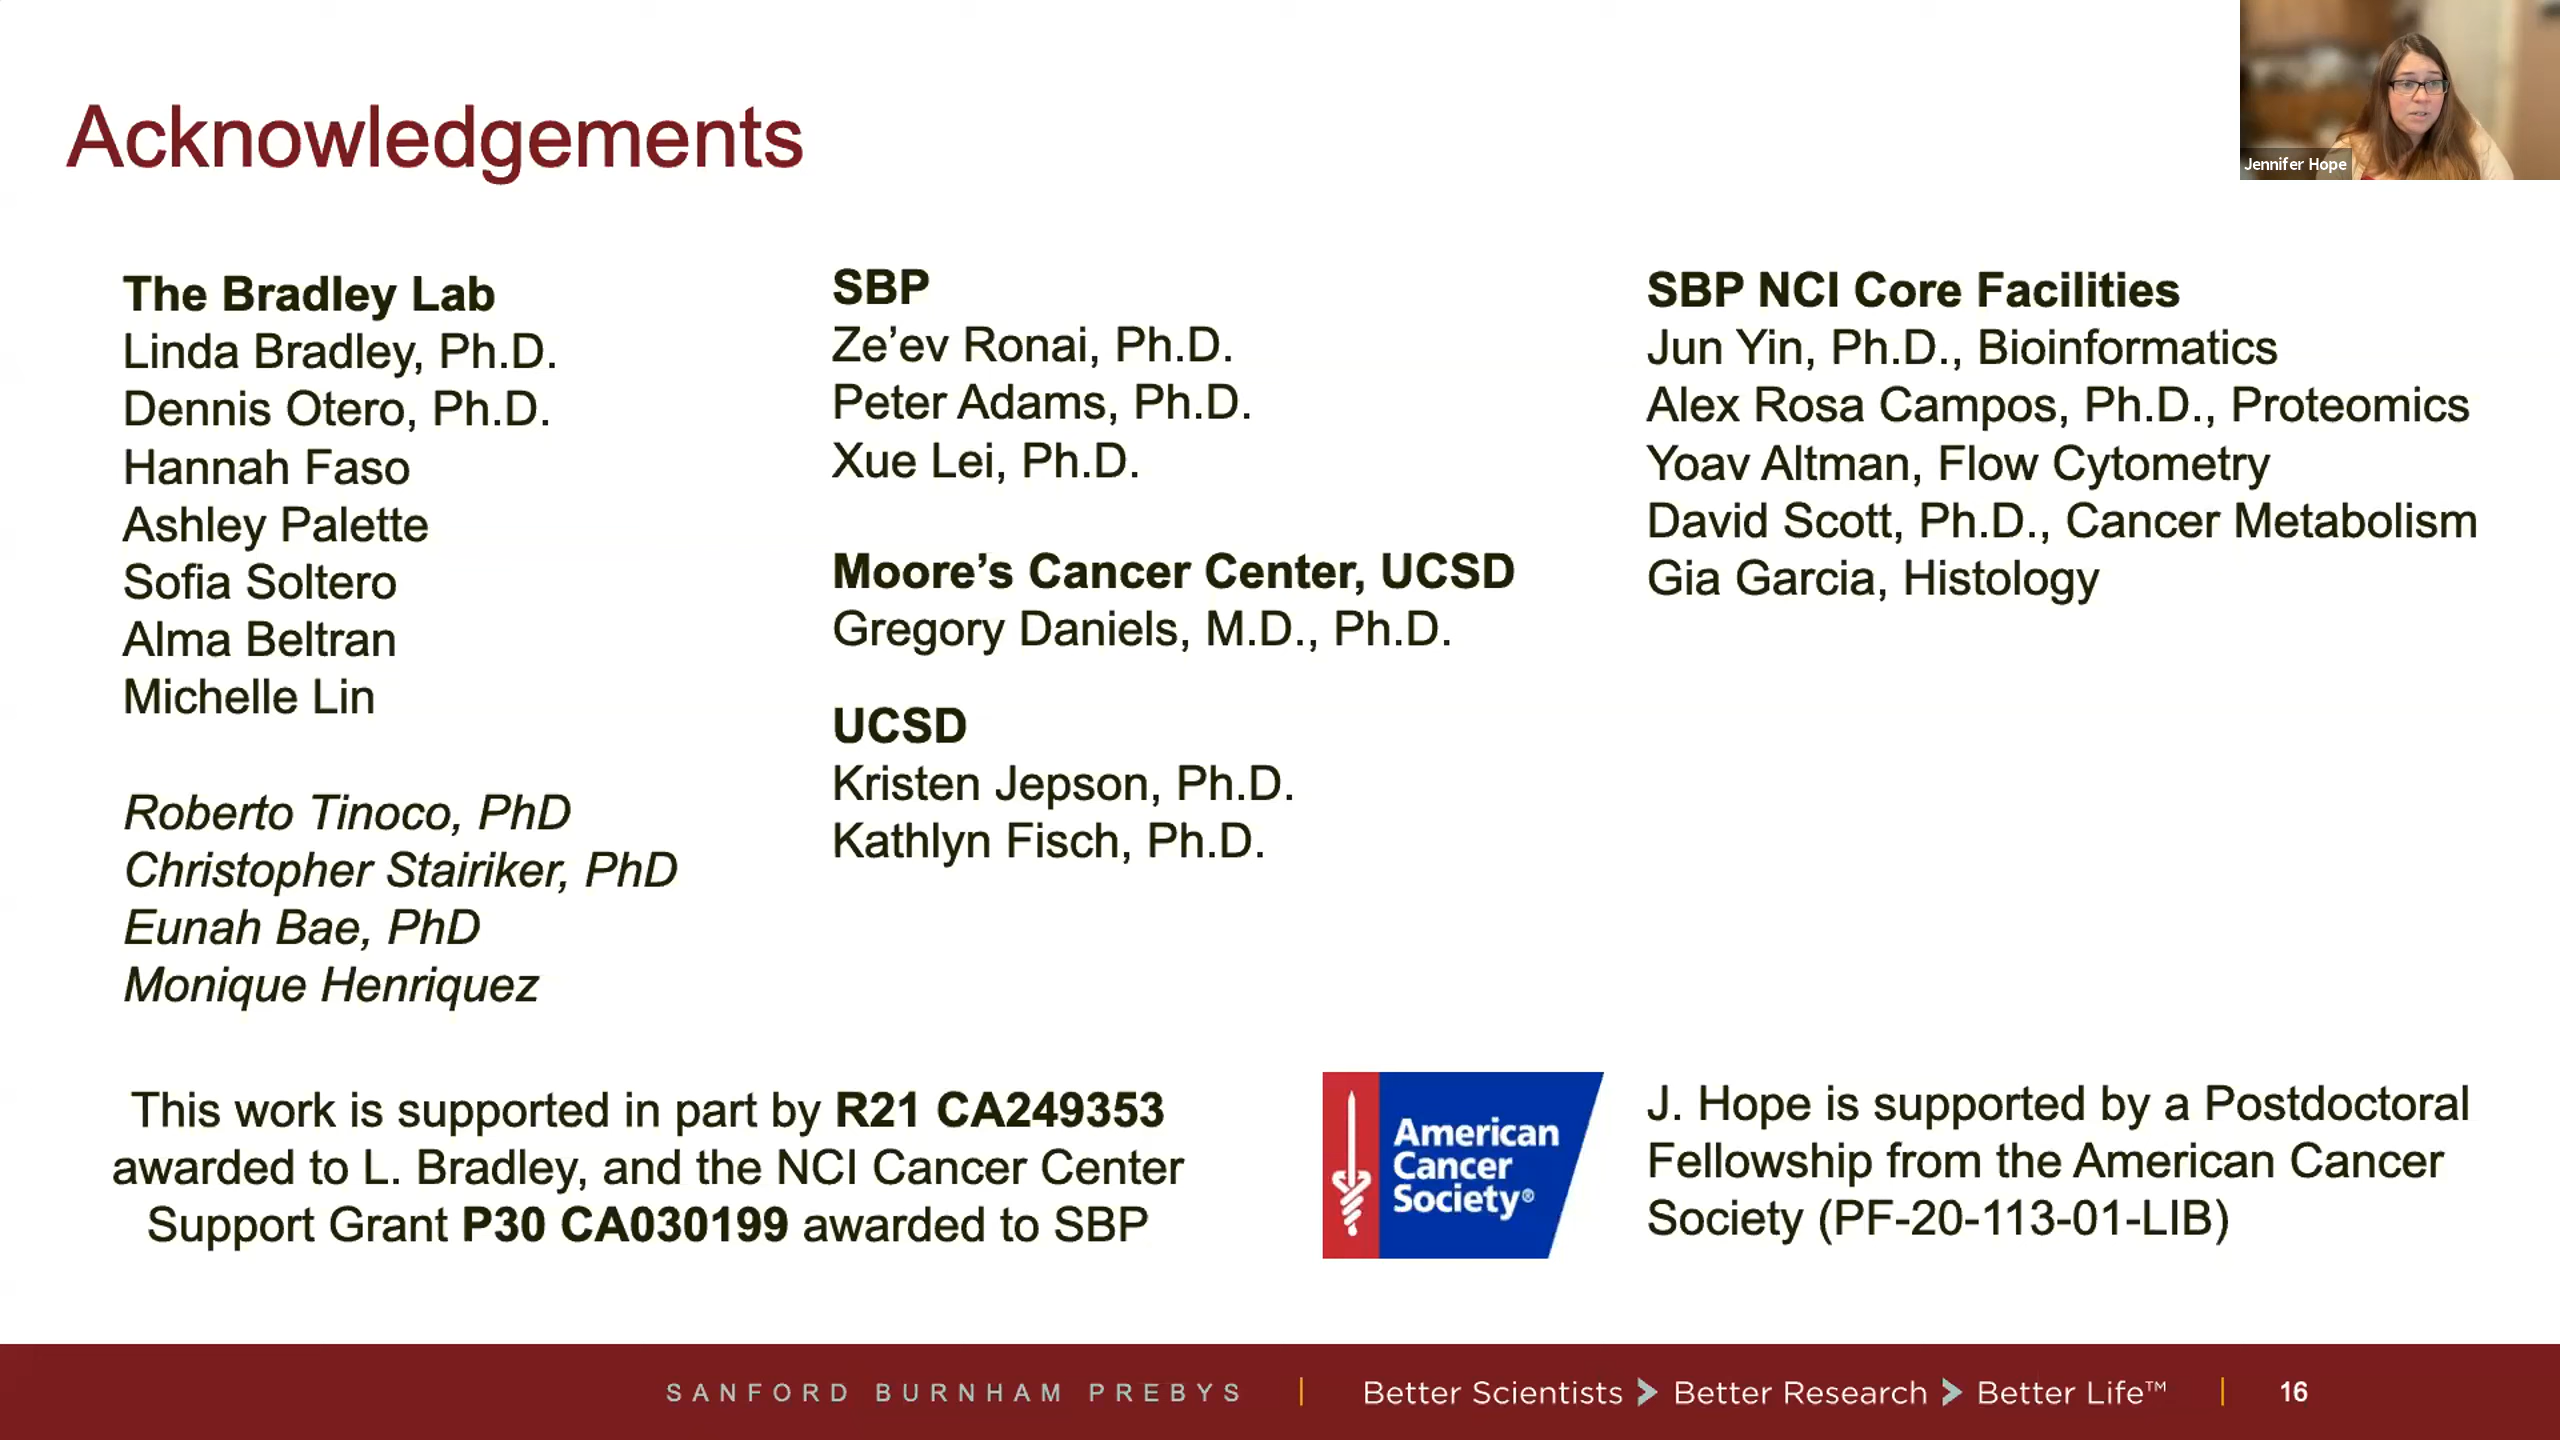 Acknowledgements
Jennifer Hope
The Bradley Lab
Linda Bradley, Ph.D.
Dennis Otero, Ph.D.
Hannah Faso
Ashley Palette
Sofia Soltero
Alma Beltran
Michelle Lin
Roberto Tinoco, PhD
Christopher Stairiker, PhD
Eunah Bae, PhD
Monique Henriquez
SBP
Ze’ev Ronai, Ph.D.
Peter Adams, Ph.D.
Xue Lei, Ph.D.
Moore’s Cancer Center, UCSD
Gregory Daniels, M.D., Ph.D.
UCSD
Kristen Jepson, Ph.D.
Kathlyn Fisch, Ph.D.
SBP NCI Core Facilities
Jun Yin, Ph.D., Bioinformatics
Alex Rosa Campos, Ph.D., Proteomics
Yoav Altman, Flow Cytometry
David Scott, Ph.D., Cancer Metabolism
Gia Garcia, Histology
This work is supported in part by R21 CA249353
awarded to L. Bradley, and the NCI Cancer Center
Support Grant P30 CA030199 awarded to SBP
American
Cancer
Society®
J. Hope is supported by a Postdoctoral
Fellowship from the American Cancer
Society (PF-20-113-01-LIB)
SANFORD BURNHAM PREBYS | Better Scientists > Better Research > Better Life™ | 16